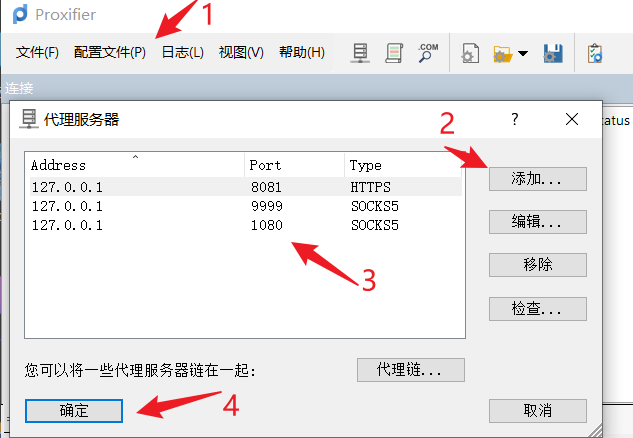 Proxifier
1
文件(F) 配置文件(P) 日志(L) 视图(V) 帮助(H) .COM
连接
代理服务器 ?
tatus
2
Address Port Type
添加...
127.0.0.1 8081 HTTPS
127.0.0.1 9999 SOCKS5
编辑...
127.0.0.1 1080 SOCKS5
移除
3
检查...
您可以将一些代理服务器链在一起:
代理链...
确定
4
取消